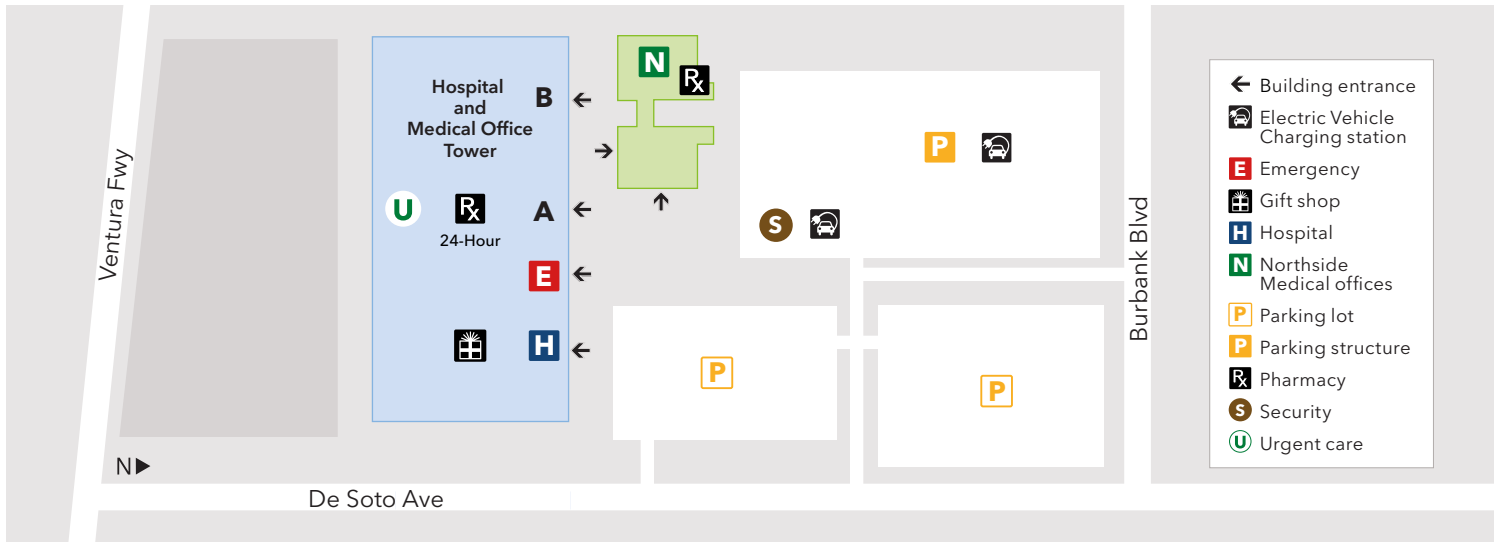 Ventura Fwy
Hospital
and
Medical Office
Tower
B
U
Rx
24-Hour
A
E
H
N
Rx
P
S
P
P
Burbank Blvd
N
De Soto Ave
Building entrance
Electric Vehicle
Charging station
E Emergency
Gift shop
H Hospital
N Northside
Medical offices
P Parking lot
P Parking structure
Rx Pharmacy
S Security
U Urgent care